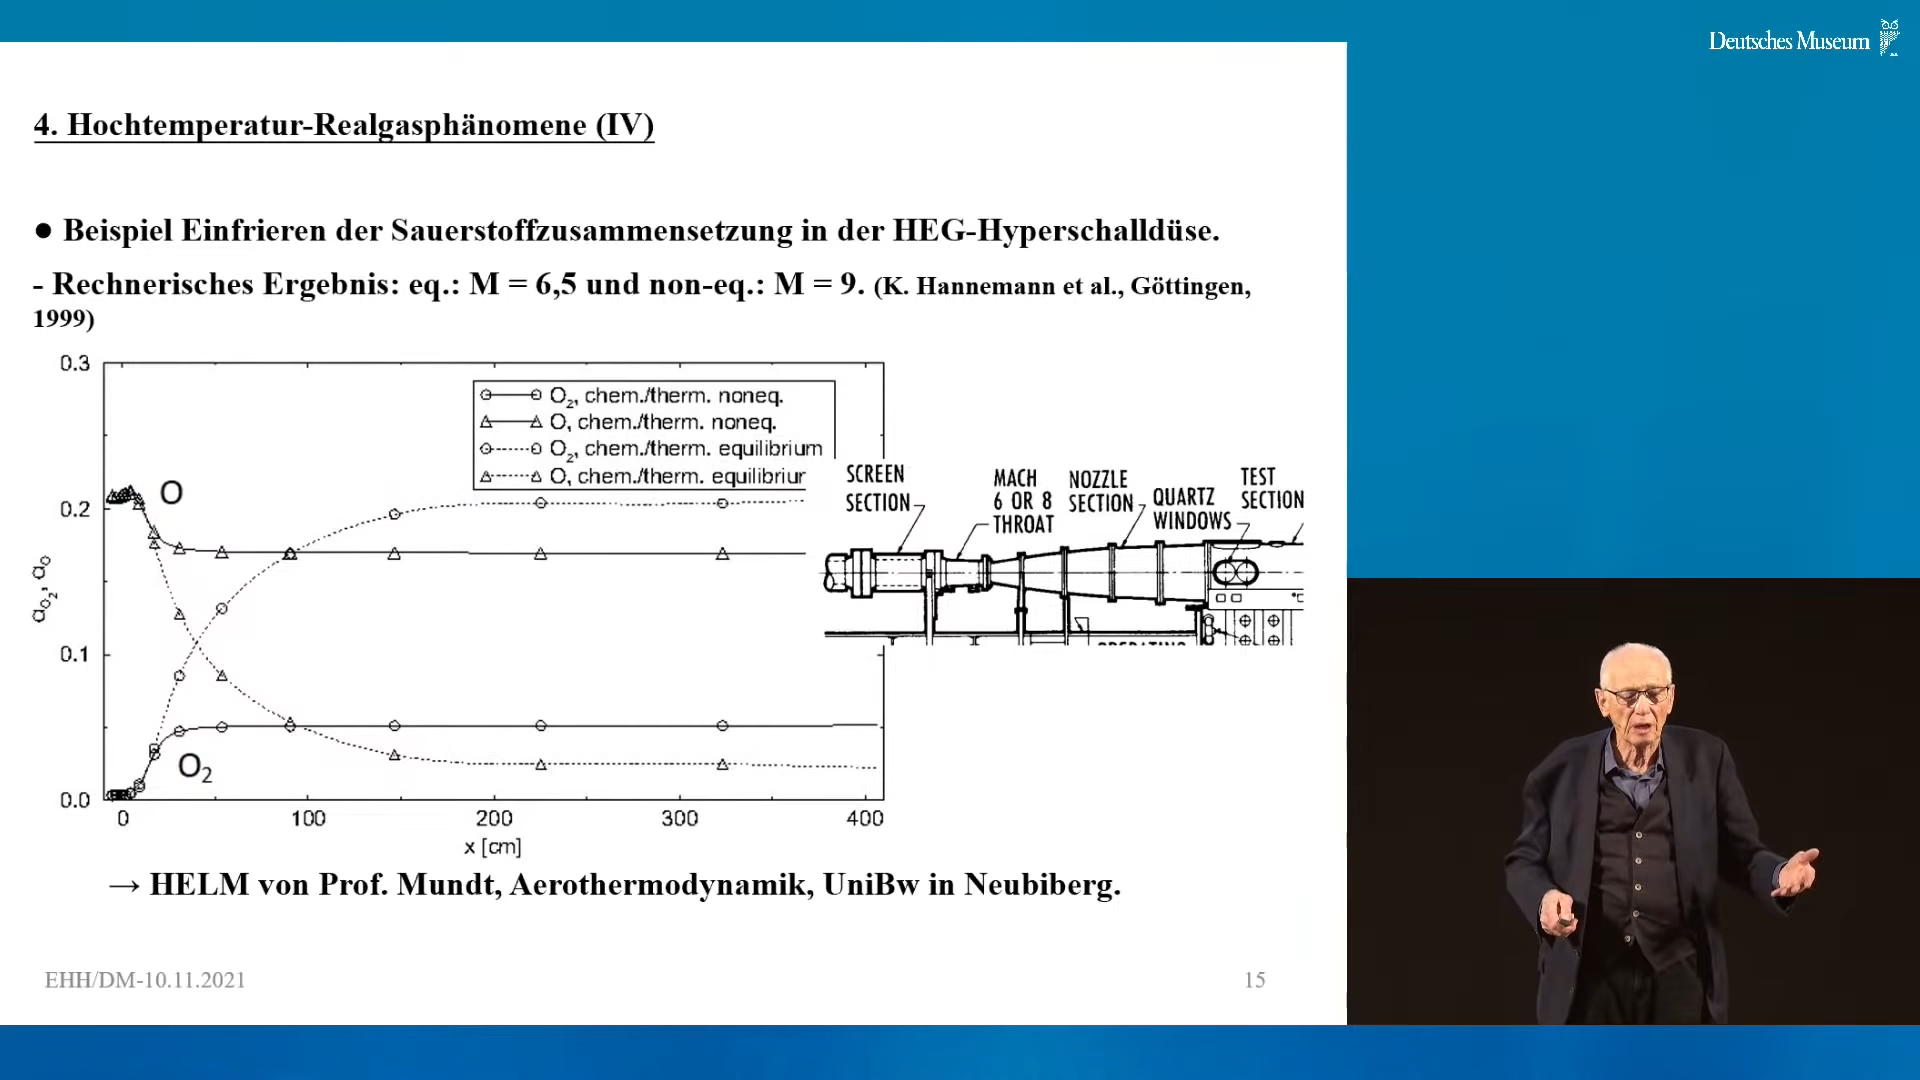 Deutsches Museum
4. Hochtemperatur-Realgasphänomene (IV)
● Beispiel Einfrieren der Sauerstoffzusammensetzung in der HEG-Hyperschalldüse.
- Rechnerisches Ergebnis: eq.: M = 6,5 und non-eq.: M = 9. (K. Hannemann et al., Göttingen,
1999)
0.3
0.2
0.1
0.0
aO2, aO
O2, chem./therm. noneq.
O, chem./therm. noneq.
O2, chem./therm. equilibrium
O, chem./therm. equilibriur
O
O2
0
100
200
300
400
x [cm]
SCREEN
SECTION
MACH
6 OR 8
THROAT
NOZZLE
SECTION
QUARTZ
WINDOWS
TEST
SECTION
→ HELM von Prof. Mundt, Aerothermodynamik, UniBw in Neubiberg.
EHH/DM-10.11.2021
15